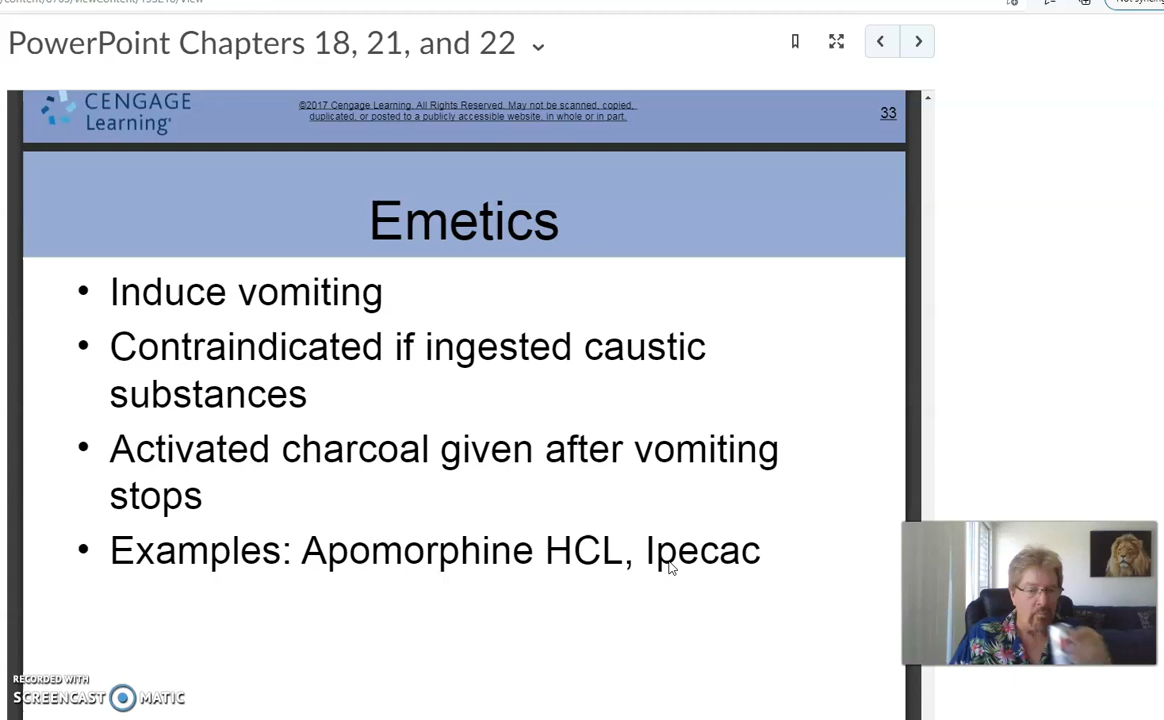 PowerPoint Chapters 18, 21, and 22
CENGAGE
Learning
©2017 Cengage Learning. All Rights Reserved. May not be scanned, copied,
duplicated, or posted to a publicly accessible website, in whole or in part.
33
Emetics
• Induce vomiting
• Contraindicated if ingested caustic
substances
• Activated charcoal given after vomiting
stops
• Examples: Apomorphine HCL, Ipecac
RECORDED WITH
SCREENCAST MATIC